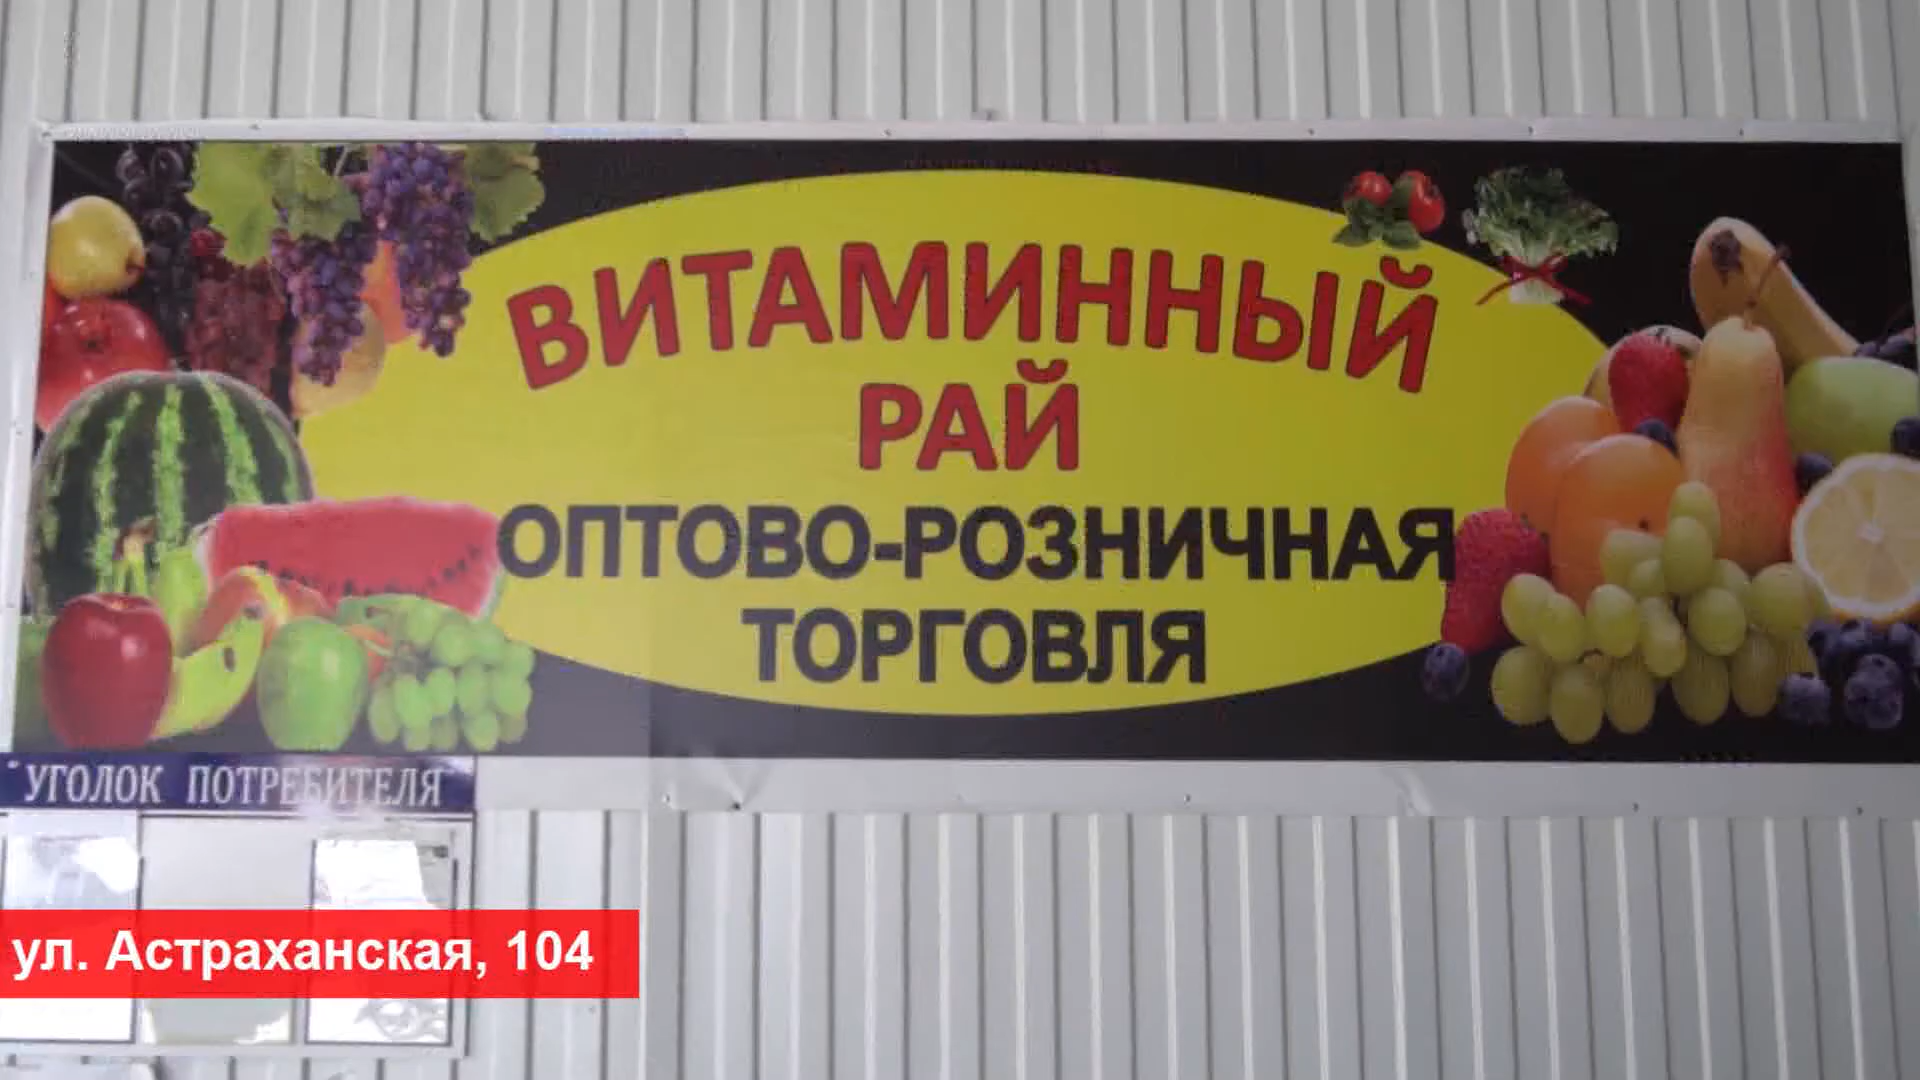 ВИТАМИННЫЙ
РАЙ
ОПТОВО-РОЗНИЧНАЯ
ТОРГОВЛЯ
УГОЛОК ПОТРЕБИТЕЛЯ
ул. Астраханская, 104